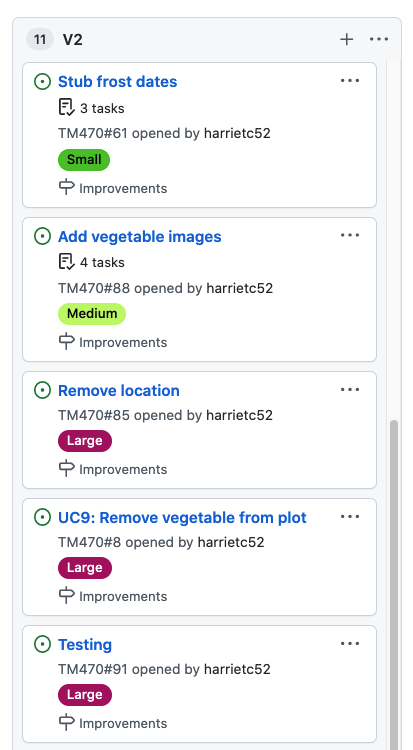 11 V2
Stub frost dates
3 tasks
TM470#61 opened by harrietc52
Small
Improvements
Add vegetable images
4 tasks
TM470#88 opened by harrietc52
Medium
Improvements
Remove location
TM470#85 opened by harrietc52
Large
Improvements
UC9: Remove vegetable from plot
TM470#8 opened by harrietc52
Large
Improvements
Testing
TM470#91 opened by harrietc52
Large
Improvements